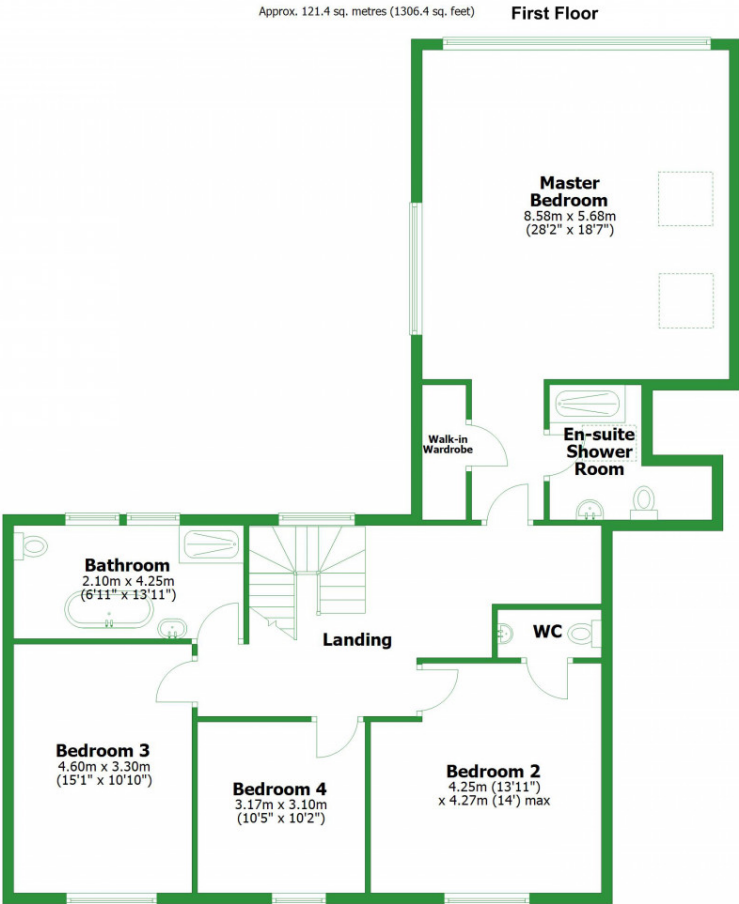 Approx. 121.4 sq. metres (1306.4 sq. feet)
First Floor
Master
Bedroom
8.58m x 5.68m
(28'2" x 18'7")
Walk-in
Wardrobe
En-suite
Shower
Room
Bathroom
2.10m x 4.25m
(6'11" x 13'11")
Landing
WC
Bedroom 3
4.60m x 3.30m
(15'1" x 10'10")
Bedroom 4
3.17m x 3.10m
(10'5" x 10'2")
Bedroom 2
4.25m (13'11")
x 4.27m (14') max